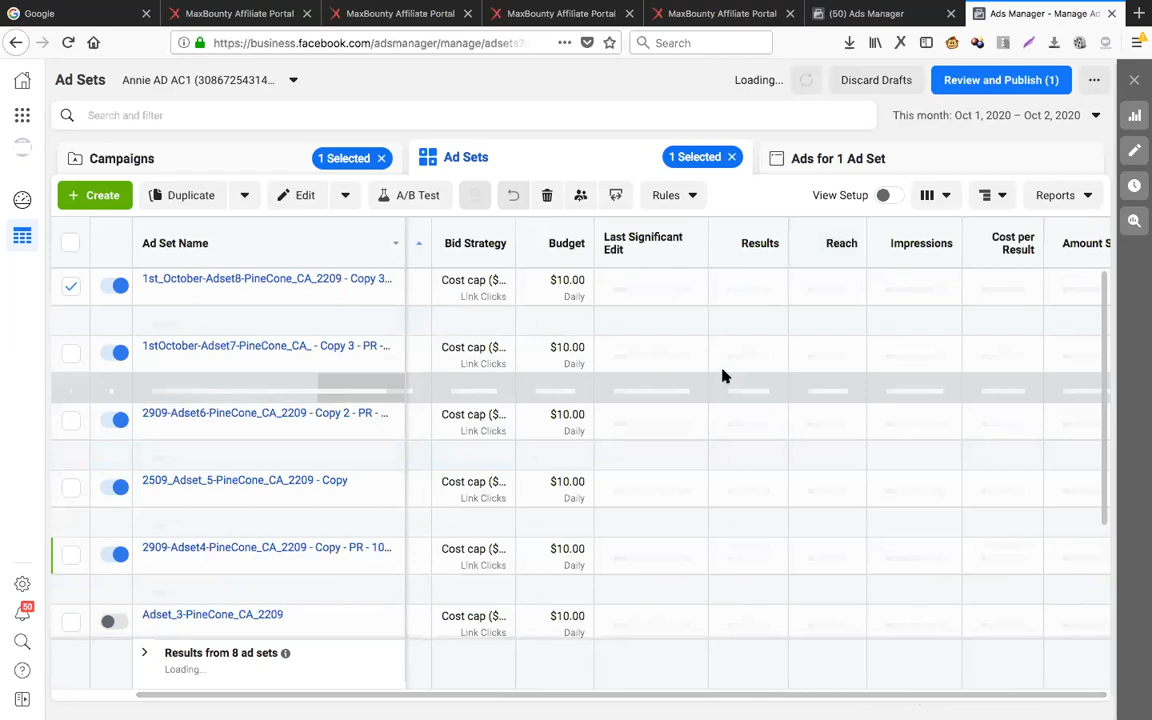 Google
MaxBounty Affiliate Portal
MaxBounty Affiliate Portal
MaxBounty Affiliate Portal
MaxBounty Affiliate Portal
(50) Ads Manager
Ads Manager - Manage Ad
https://business.facebook.com/adsmanager/manage/adsets?
Search
Ad Sets
Annie AD AC1 (30867254314...
Loading...
Discard Drafts
Review and Publish (1)
Search and filter
This month: Oct 1, 2020 – Oct 2, 2020
Campaigns
1 Selected
Ad Sets
1 Selected
Ads for 1 Ad Set
+ Create
Duplicate
Edit
A/B Test
Rules
View Setup
Reports
Ad Set Name
Bid Strategy
Budget
Last Significant
Edit
Results
Reach
Impressions
Cost per
Result
Amount S
1st_October-Adset8-PineCone_CA_2209 - Copy 3...
Cost cap ($...
Link Clicks
$10.00
Daily
1stOctober-Adset7-PineCone_CA_ - Copy 3 - PR -...
Cost cap ($...
Link Clicks
$10.00
Daily
2909-Adset6-PineCone_CA_2209 - Copy 2 - PR - ...
Cost cap ($...
Link Clicks
$10.00
Daily
2509_Adset_5-PineCone_CA_2209 - Copy
Cost cap ($...
Link Clicks
$10.00
Daily
2909-Adset4-PineCone_CA_2209 - Copy - PR - 10...
Cost cap ($...
Link Clicks
$10.00
Daily
Adset_3-PineCone_CA_2209
Cost cap ($...
Link Clicks
$10.00
Daily
50
Results from 8 ad sets
Loading...